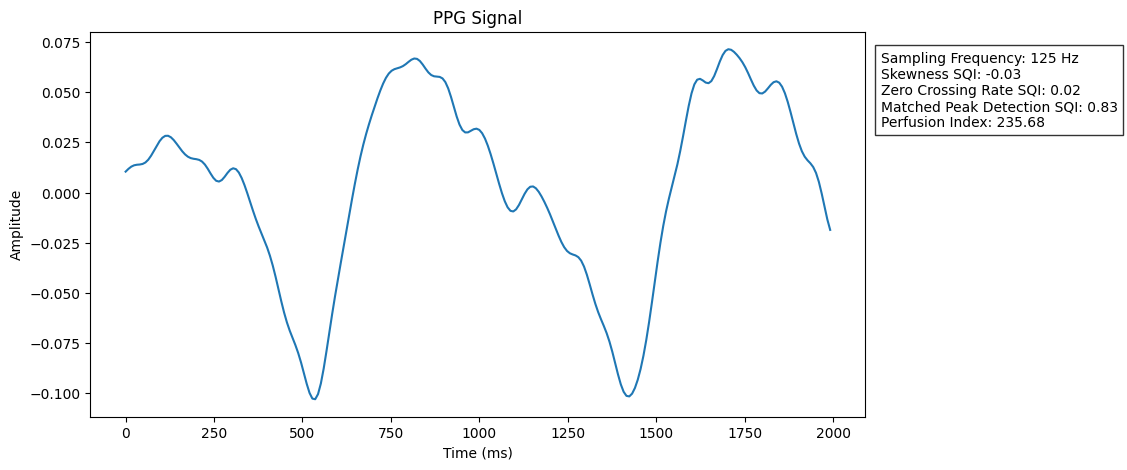 PPG Signal
Sampling Frequency: 125 Hz
Skewness SQI: -0.03
Zero Crossing Rate SQI: 0.02
Matched Peak Detection SQI: 0.83
Perfusion Index: 235.68
Amplitude
0.075
0.050
0.025
0.000
−0.025
−0.050
−0.075
−0.100
0 250 500 750 1000 1250 1500 1750 2000
Time (ms)